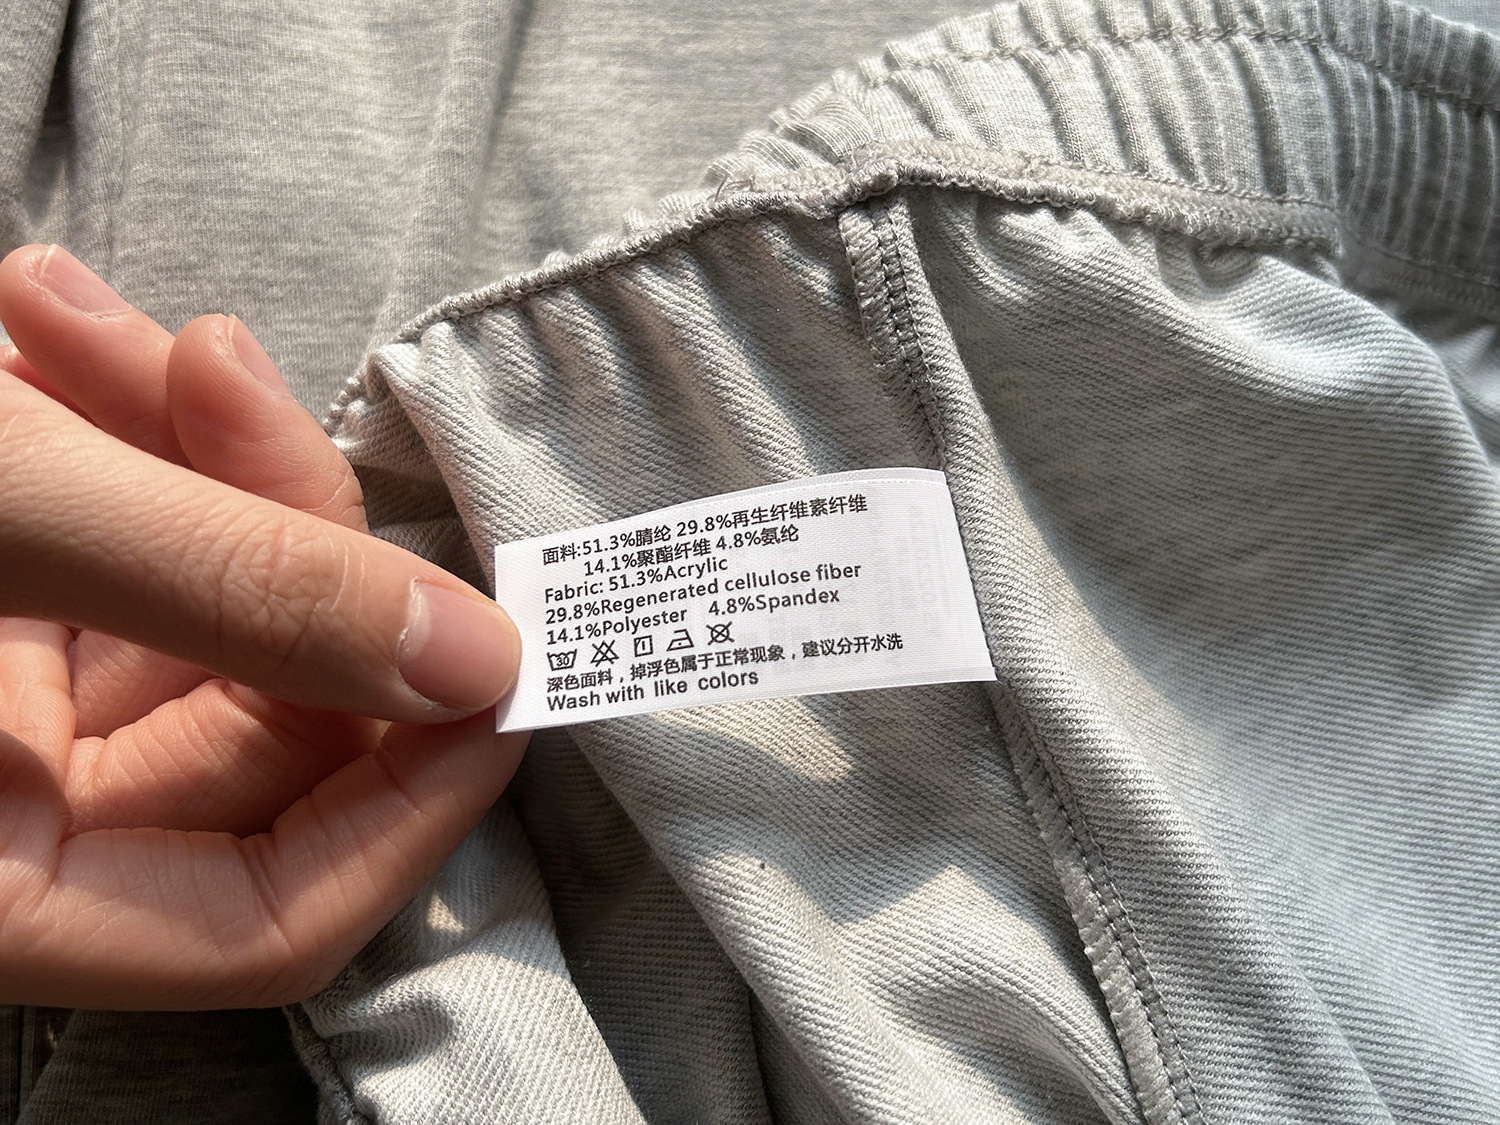 面料:51.3%腈纶 29.8%再生纤维素纤维
14.1%聚酯纤维 4.8%氨纶
Fabric: 51.3%Acrylic
29.8%Regenerated cellulose fiber
14.1%Polyester 4.8%Spandex
30
深色面料，掉浮色属于正常现象，建议分开水洗
Wash with like colors